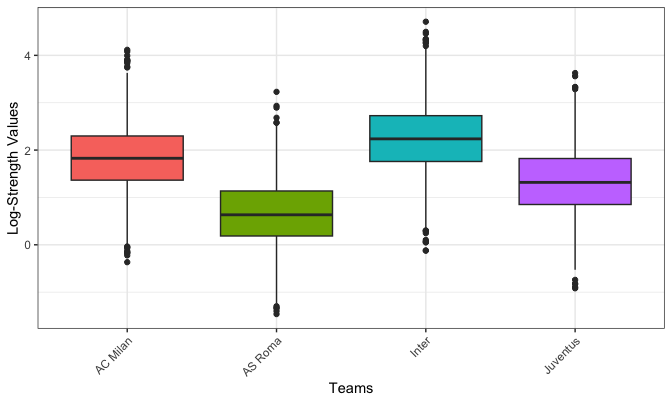 Log-Strength Values
4
2
0
AC Milan
AS Roma
Inter
Juventus
Teams